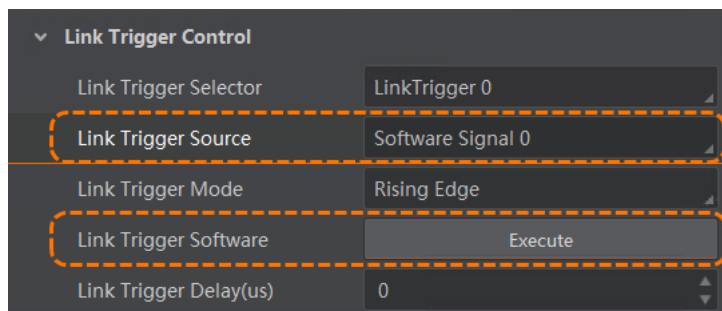 Link Trigger Control
Link Trigger Selector LinkTrigger 0
Link Trigger Source Software Signal 0
Link Trigger Mode Rising Edge
Link Trigger Software Execute
Link Trigger Delay(us) 0